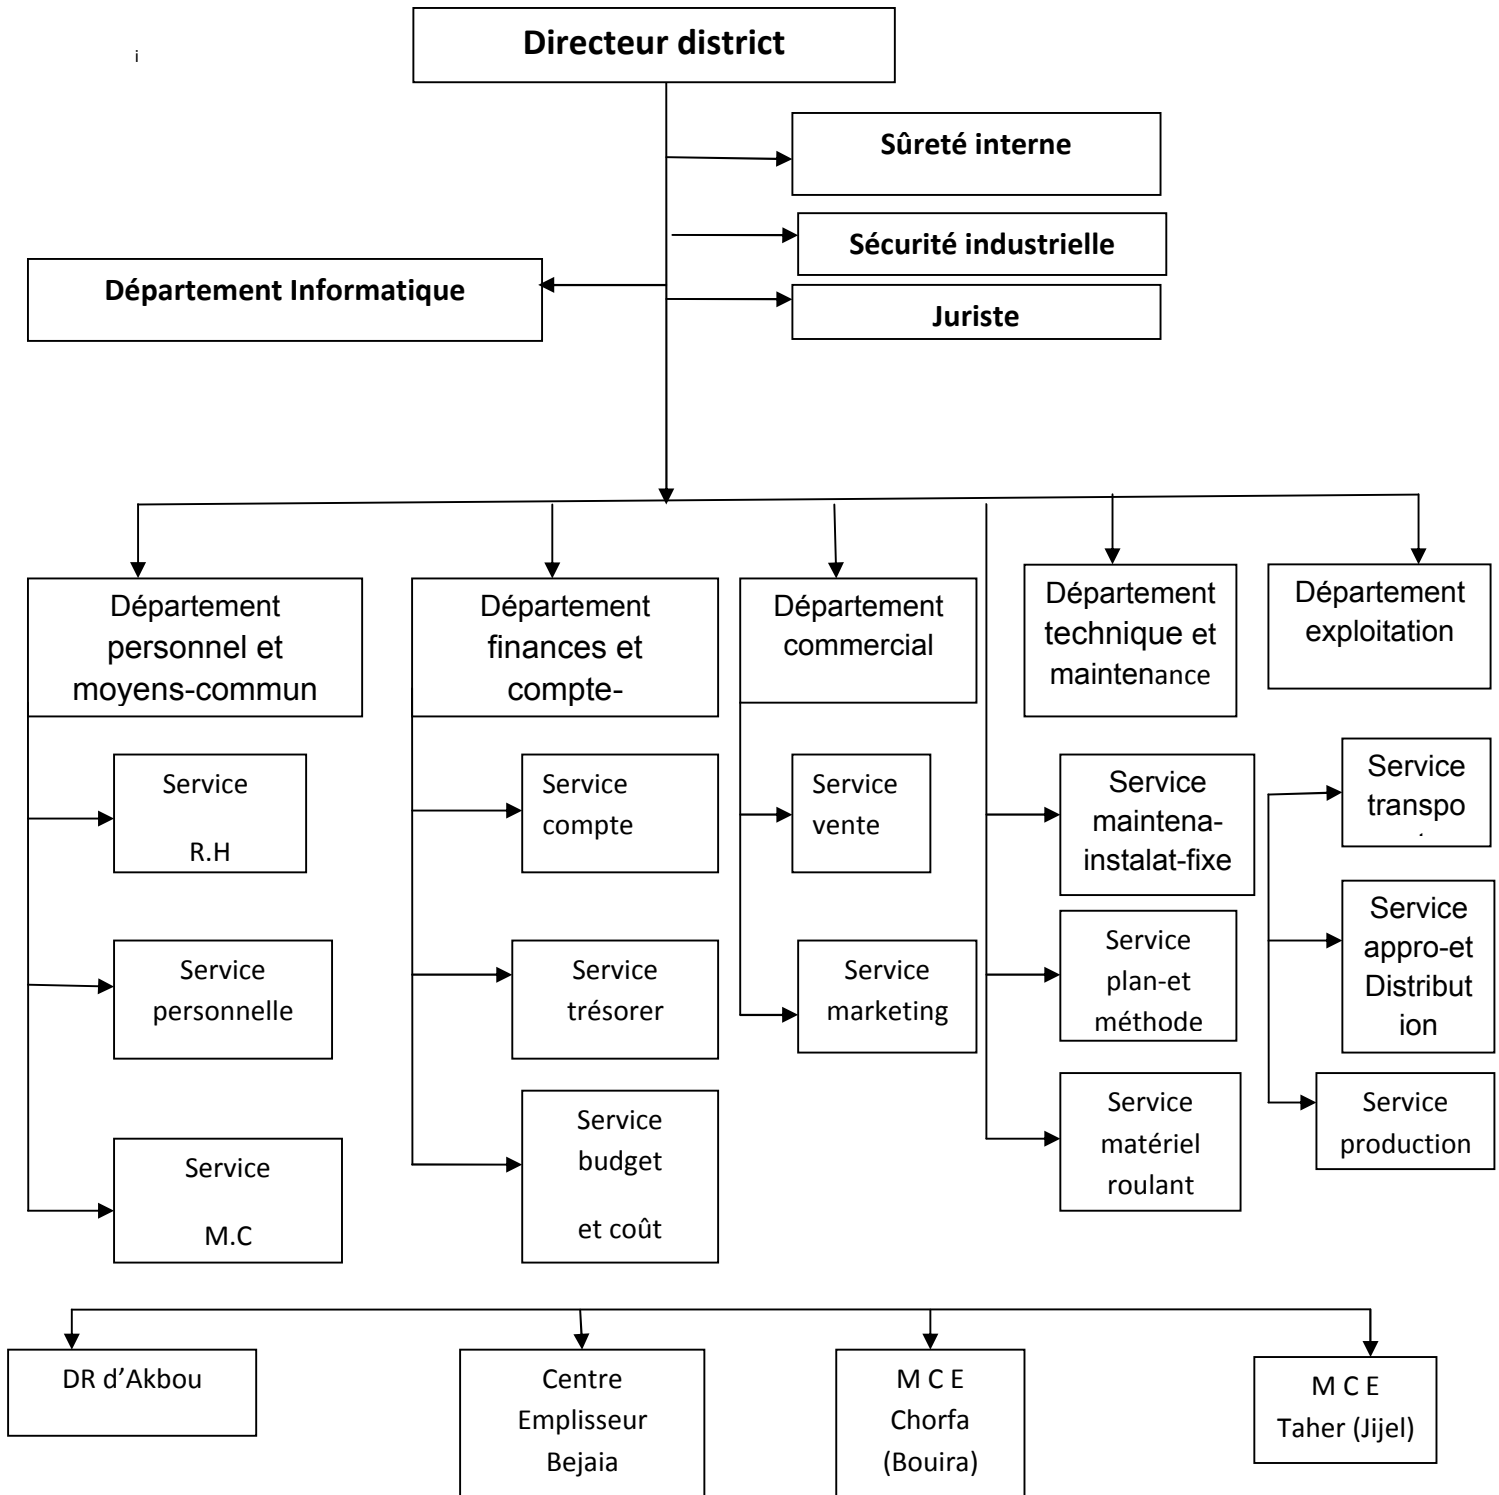 Directeur district
i
Sûreté interne
Sécurité industrielle
Département Informatique
Juriste
Département
personnel et
moyens-commun
Département
finances et
compte-
Département
commercial
Département
technique et
maintenance
Département
exploitation
Service
R.H
Service
compte
Service
vente
Service
maintena-
instalat-fixe
Service
transpo
Service
personnelle
Service
trésorer
Service
marketing
Service
plan-et
méthode
Service
appro-et
Distribut
ion
Service
M.C
Service
budget
et coût
Service
matériel
roulant
Service
production
DR d’Akbou
Centre
Emplisseur
Bejaia
M C E
Chorfa
(Bouira)
M C E
Taher (Jijel)